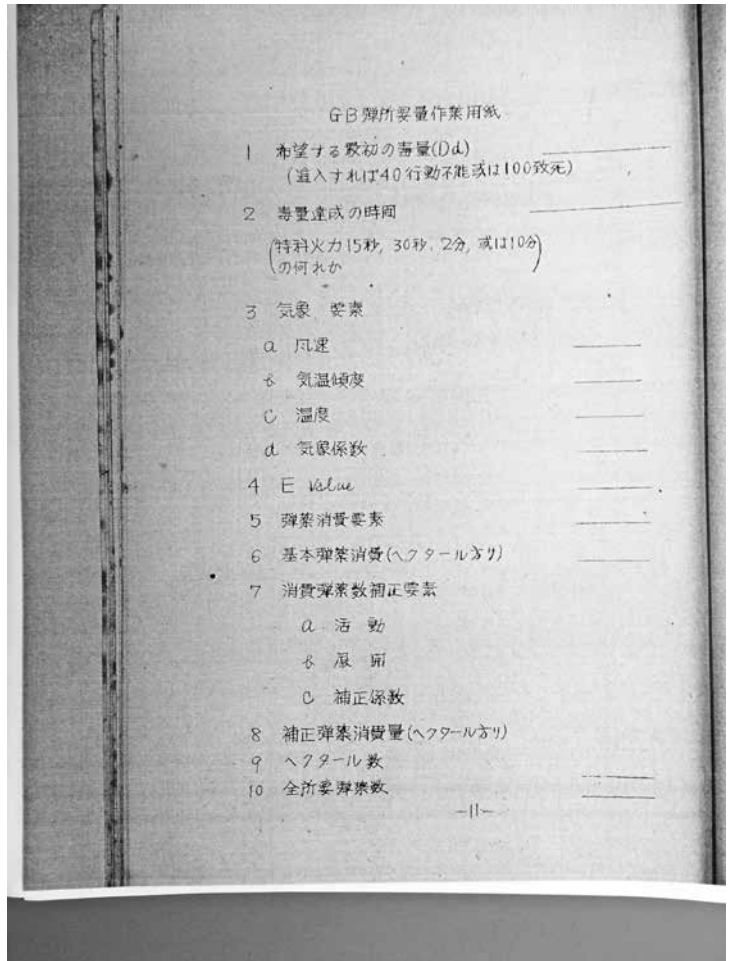 GB弾所要量作業用紙
1 希望する最初の毒量(Dd)
(進入すれば40行動不能或は100致死)
2 毒量達成の時間
(特科火力15秒, 30秒, 2分, 或は10分
の何れか)
3 気象 要素
a 風速
b 気温傾度
c 温度
d 気象係数
4 E Value
5 弾薬消費要素
6 基本弾薬消費(ヘクタール当り)
7 消費弾薬数補正要素
a 活動
b 展開
c 補正係数
8 補正弾薬消費量(ヘクタール当り)
9 ヘクタール数
10 全所要弾薬数
-11-